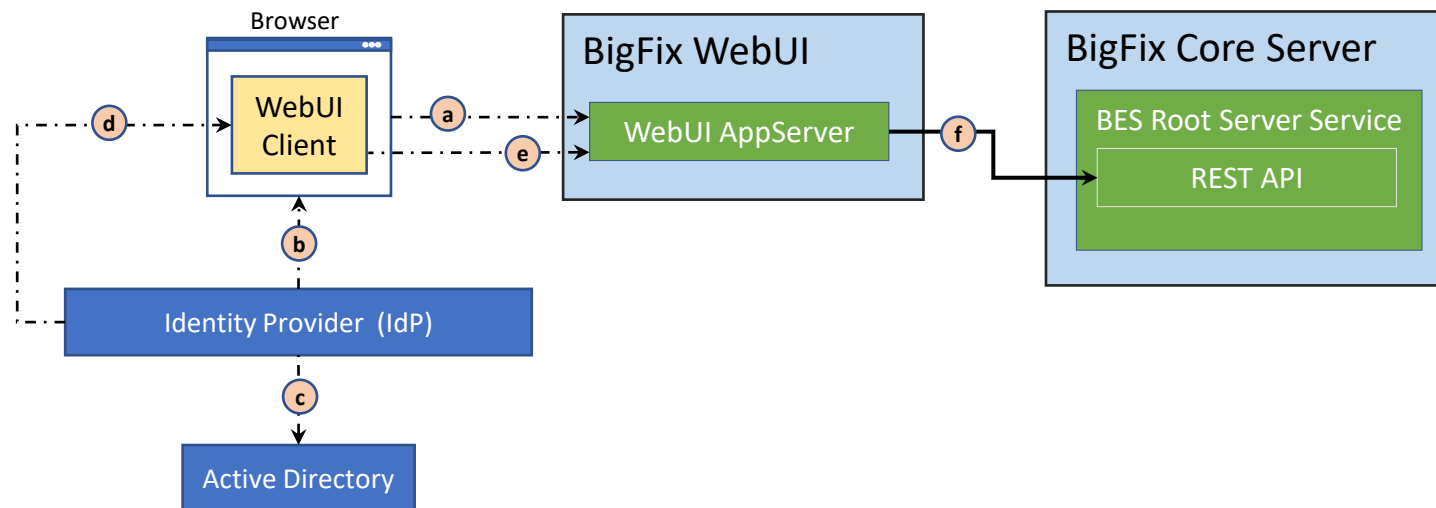 Browser
WebUI
Client
BigFix WebUI
WebUI AppServer
BigFix Core Server
BES Root Server Service
REST API
d
a
e
f
b
Identity Provider (IdP)
c
Active Directory